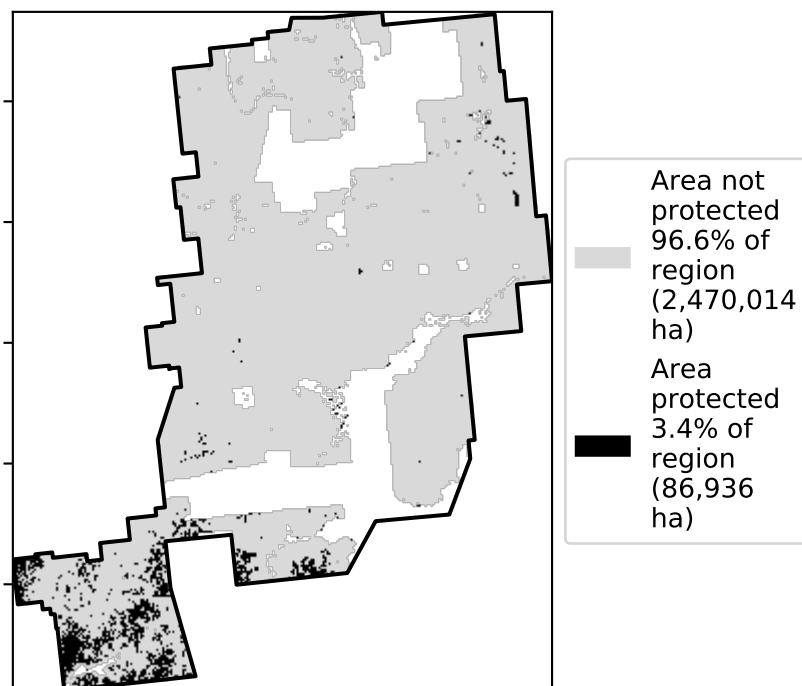 Area not
protected
96.6% of
region
(2,470,014
ha)
Area
protected
3.4% of
region
(86,936
ha)